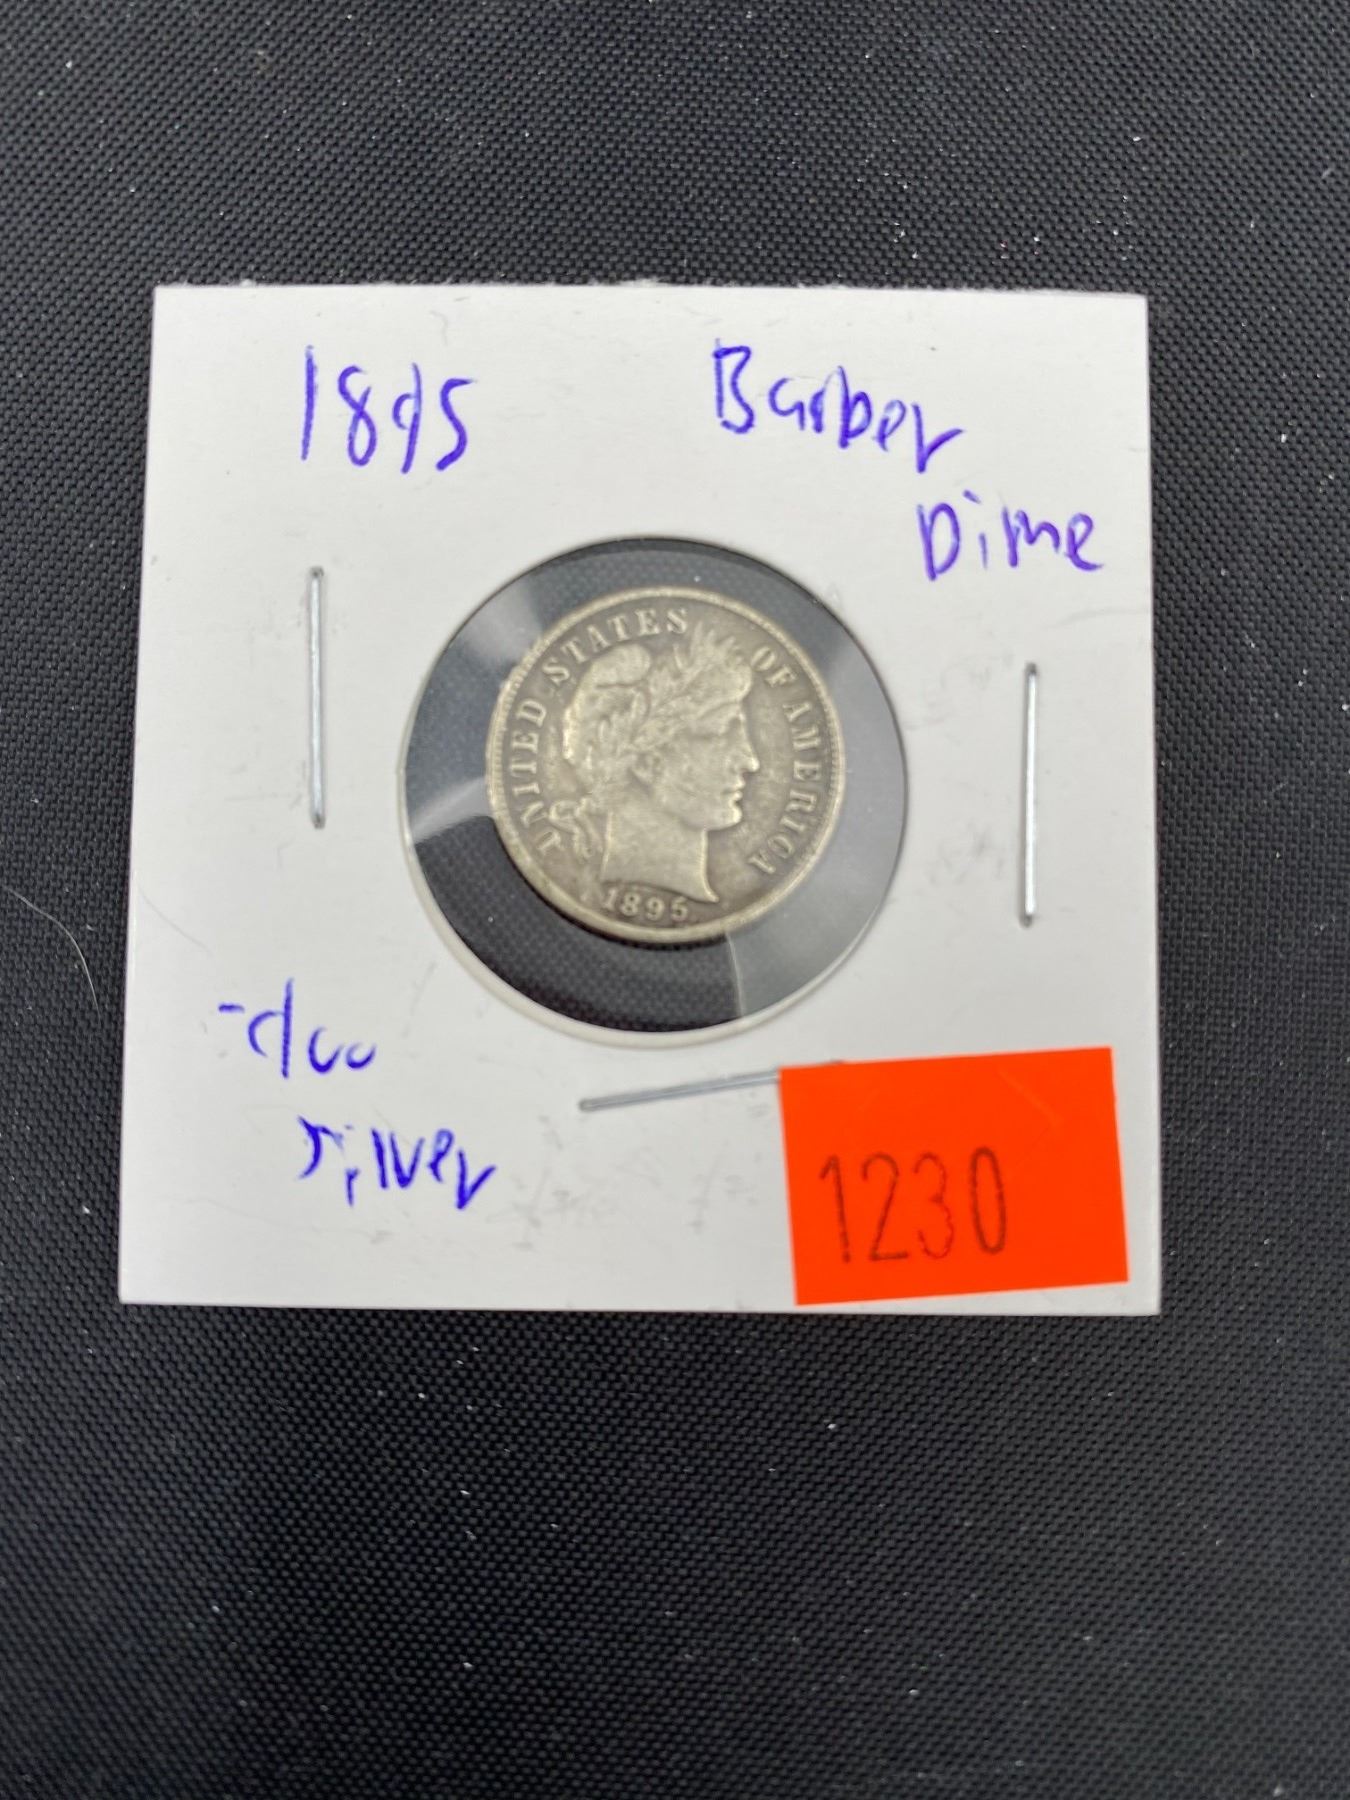 1895 Barber
Dime
UNITED STATES OF AMERICA
1895
.900
silver
1230